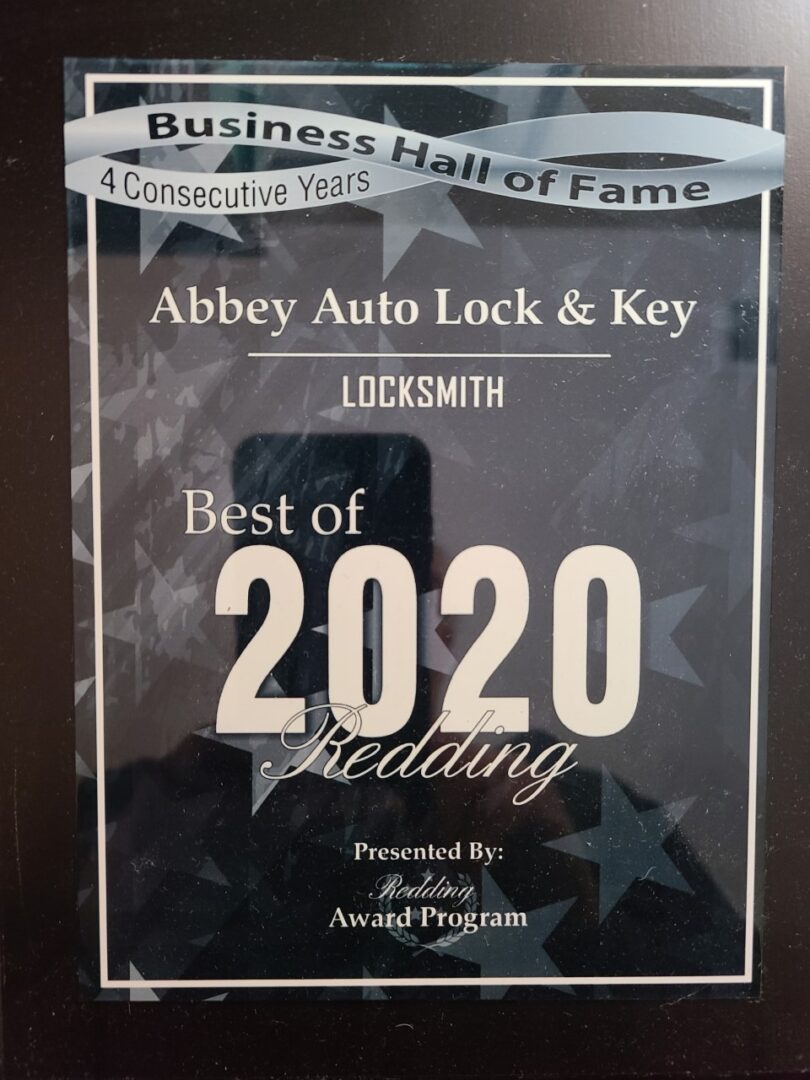 Business Hall of Fame
4 Consecutive Years
Abbey Auto Lock & Key
LOCKSMITH
Best of
2020
Redding
Presented By:
Redding
Award Program